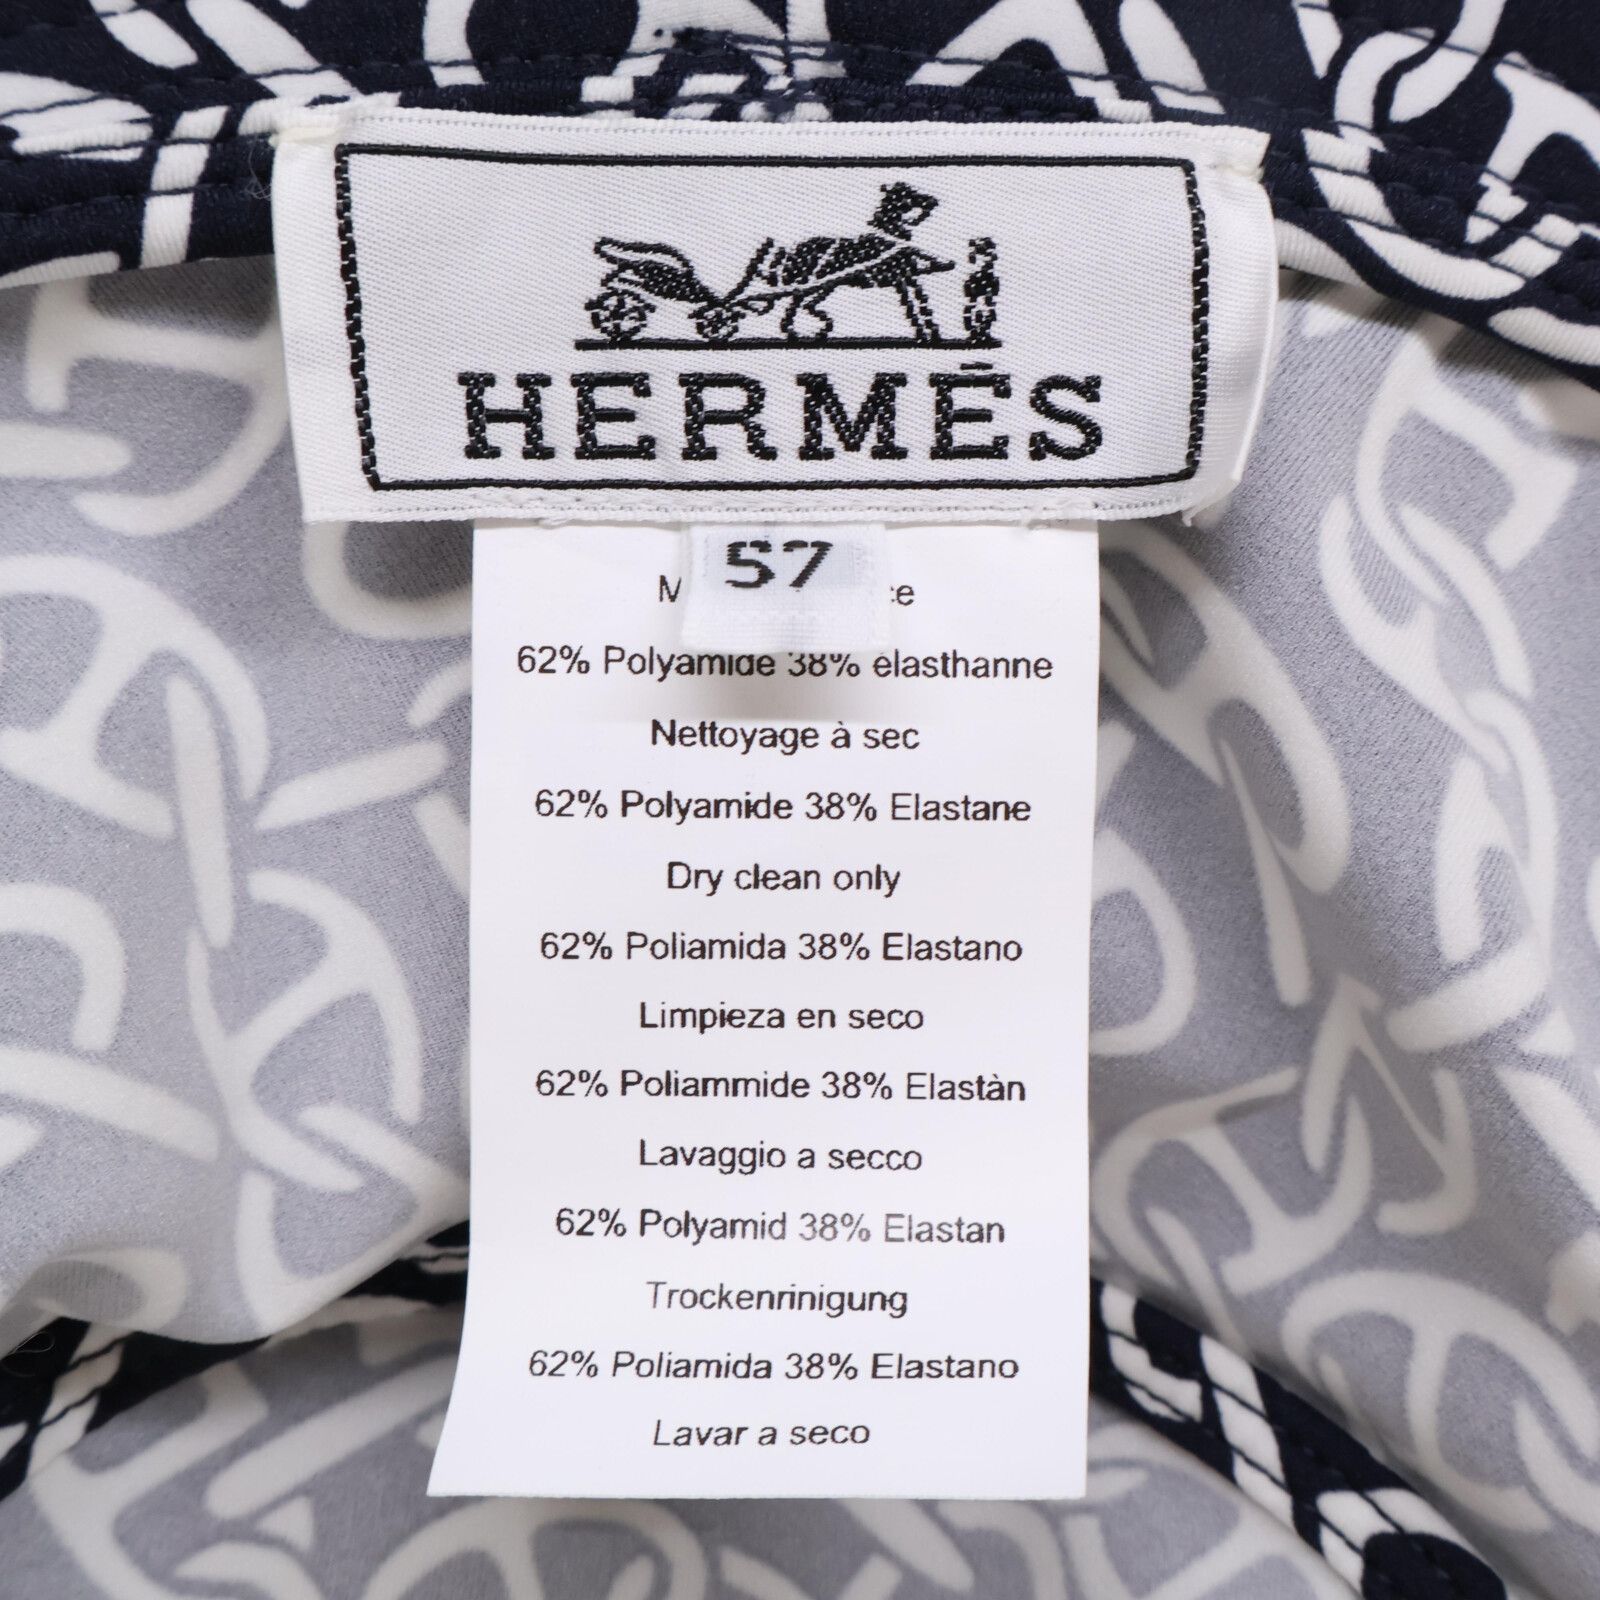 HERMÈS
57
62% Polyamide 38% élasthanne
Nettoyage à sec
62% Polyamide 38% Elastane
Dry clean only
62% Poliamida 38% Elastano
Limpieza en seco
62% Poliammide 38% Elastàn
Lavaggio a secco
62% Polyamid 38% Elastan
Trockenrinigung
62% Poliamida 38% Elastano
Lavar a seco